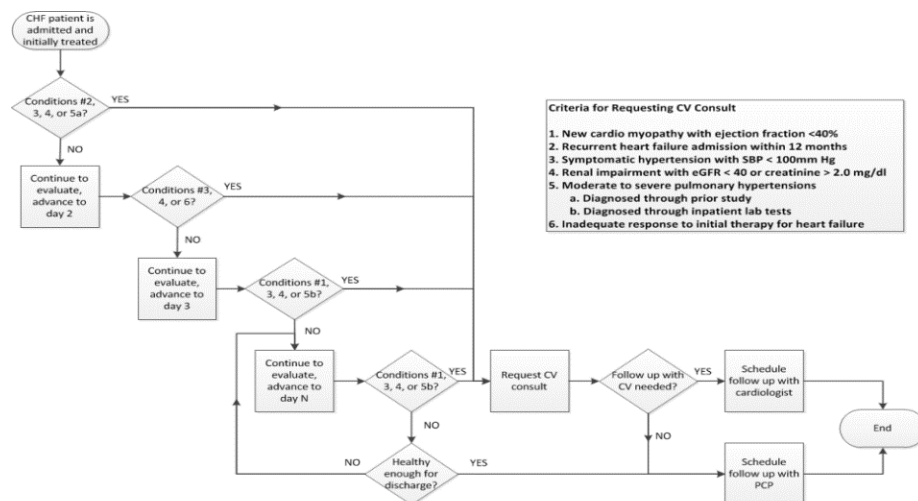 CHF patient is
admitted and
initially treated
Conditions #2,
3, 4, or 5a?
YES
NO
Criteria for Requesting CV Consult
1. New cardio myopathy with ejection fraction <40%
2. Recurrent heart failure admission within 12 months
3. Symptomatic hypertension with SBP < 100mm Hg
4. Renal impairment with eGFR < 40 or creatinine > 2.0 mg/dl
5. Moderate to severe pulmonary hypertensions
a. Diagnosed through prior study
b. Diagnosed through inpatient lab tests
6. Inadequate response to initial therapy for heart failure
Continue to
evaluate,
advance to
day 2
Conditions #3,
4, or 6?
YES
NO
Continue to
evaluate,
advance to
day 3
Conditions #1,
3, 4, or 5b?
YES
NO
Continue to
evaluate,
advance to
day N
Conditions #1,
3, 4, or 5b?
YES
NO
Request CV
consult
Follow up with
CV needed?
YES
NO
Schedule
follow up with
cardiologist
End
Healthy
enough for
discharge?
NO
YES
Schedule
follow up with
PCP